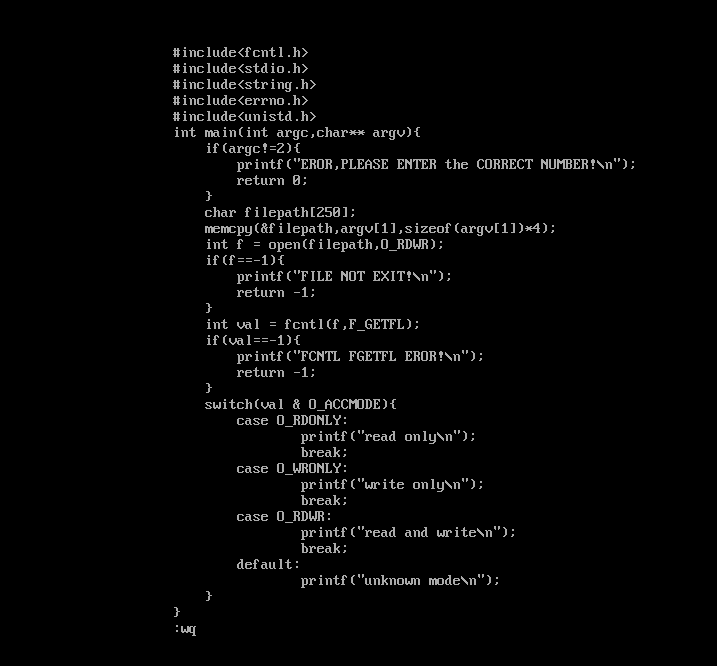 #include<fcntl.h>
#include<stdio.h>
#include<string.h>
#include<errno.h>
#include<unistd.h>
int main(int argc,char** argv){
    if(argc!=2){
        printf("EROR,PLEASE ENTER the CORRECT NUMBER!\n");
        return 0;
    }
    char filepath[250];
    memcpy(&filepath,argv[1],sizeof(argv[1])*4);
    int f = open(filepath,O_RDWR);
    if(f==-1){
        printf("FILE NOT EXIT!\n");
        return -1;
    }
    int val = fcntl(f,F_GETFL);
    if(val==-1){
        printf("FCNTL FGETFL EROR!\n");
        return -1;
    }
    switch(val & O_ACCMODE){
        case O_RDONLY:
                printf("read only\n");
                break;
        case O_WRONLY:
                printf("write only\n");
                break;
        case O_RDWR:
                printf("read and write\n");
                break;
        default:
                printf("unknown mode\n");
    }
}
:wq